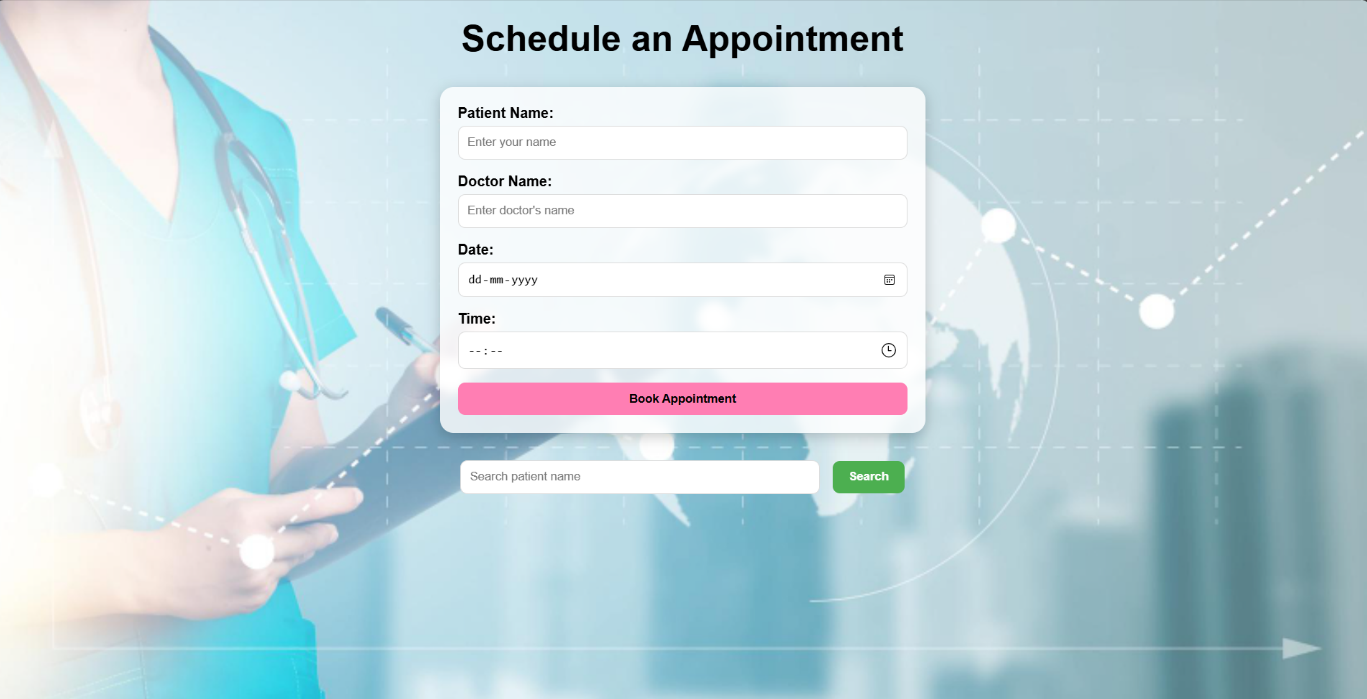 Schedule an Appointment
Patient Name:
Enter your name
Doctor Name:
Enter doctor's name
Date:
dd-mm-yyyy
Time:
--:--
Book Appointment
Search patient name
Search